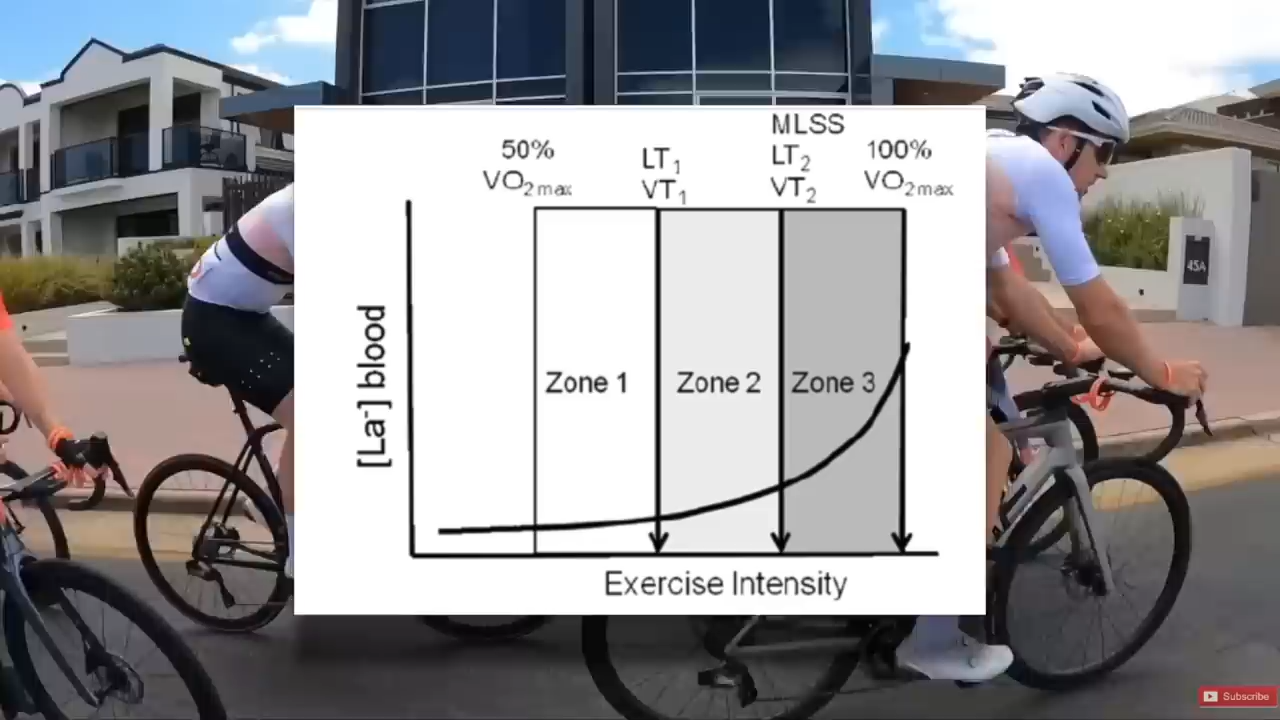 50%
VO2max
LT1
VT1
MLSS
LT2
VT2
100%
VO2max
[La-] blood
Zone 1
Zone 2
Zone 3
Exercise Intensity
45A
Subscribe